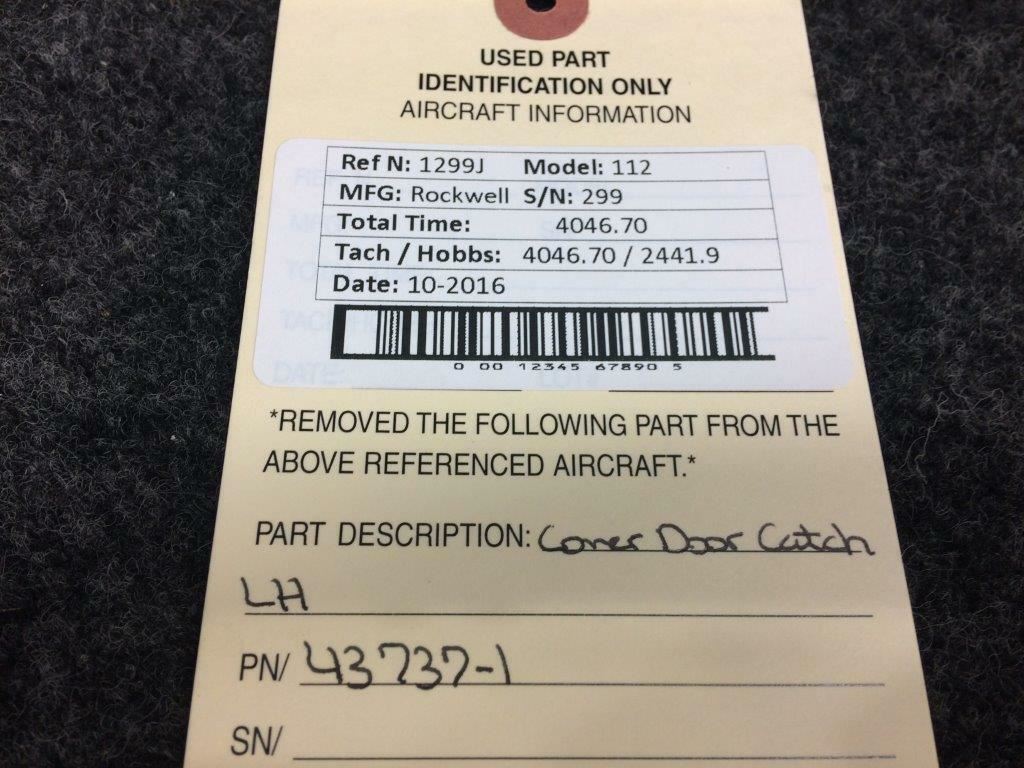 USED PART
IDENTIFICATION ONLY
AIRCRAFT INFORMATION
Ref N: 1299J Model: 112
MFG: Rockwell S/N: 299
Total Time: 4046.70
Tach / Hobbs: 4046.70 / 2441.9
Date: 10-2016
0 00 12345 67890 5
DATE:
*REMOVED THE FOLLOWING PART FROM THE
ABOVE REFERENCED AIRCRAFT.*
PART DESCRIPTION: Door Catch
LH
PN/ 43737-1
SN/